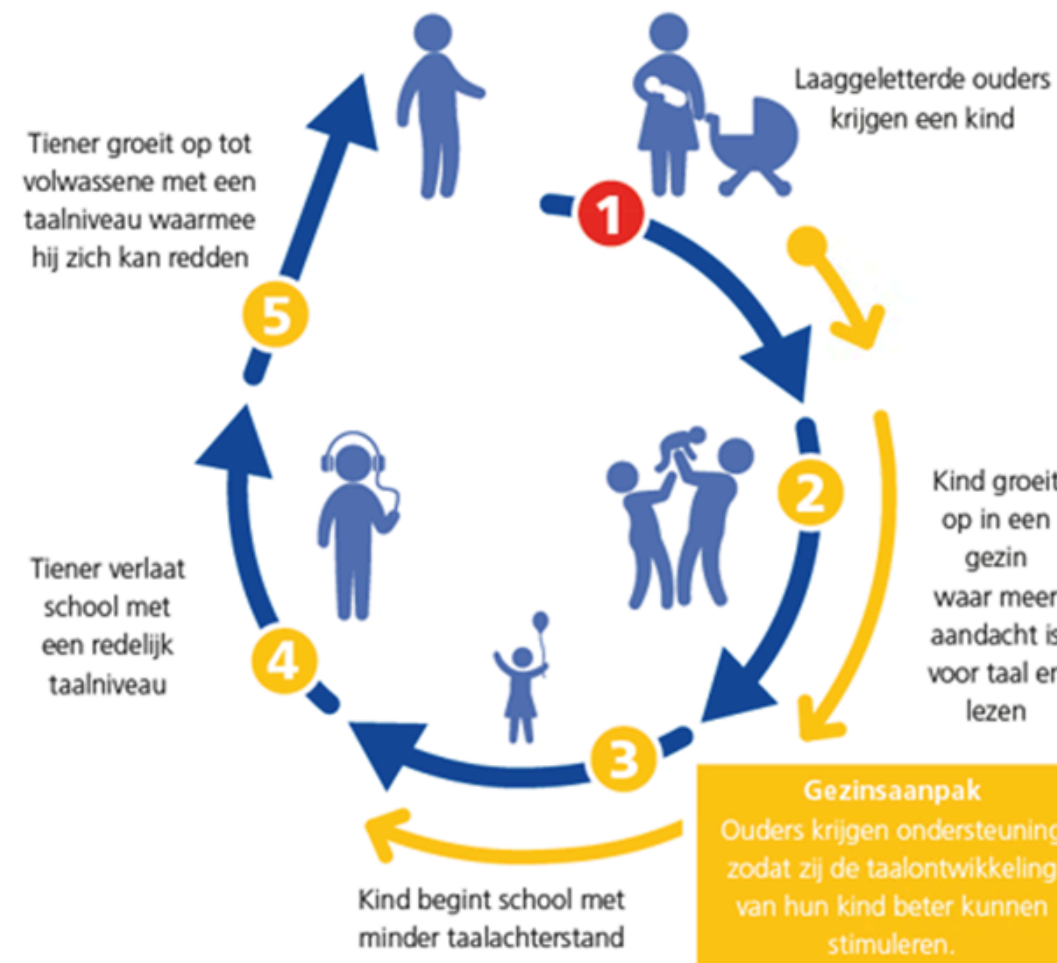 Laaggeletterde ouders
krijgen een kind
1
2
Kind groeit
op in een
gezin
waar meer
aandacht is
voor taal en
lezen
Gezinsaanpak
Ouders krijgen ondersteuning
zodat zij de taalontwikkeling
van hun kind beter kunnen
stimuleren.
3
Kind begint school met
minder taalachterstand
4
Tiener verlaat
school met
een redelijk
taalniveau
5
Tiener groeit op tot
volwassene met een
taalniveau waarmee
hij zich kan redden